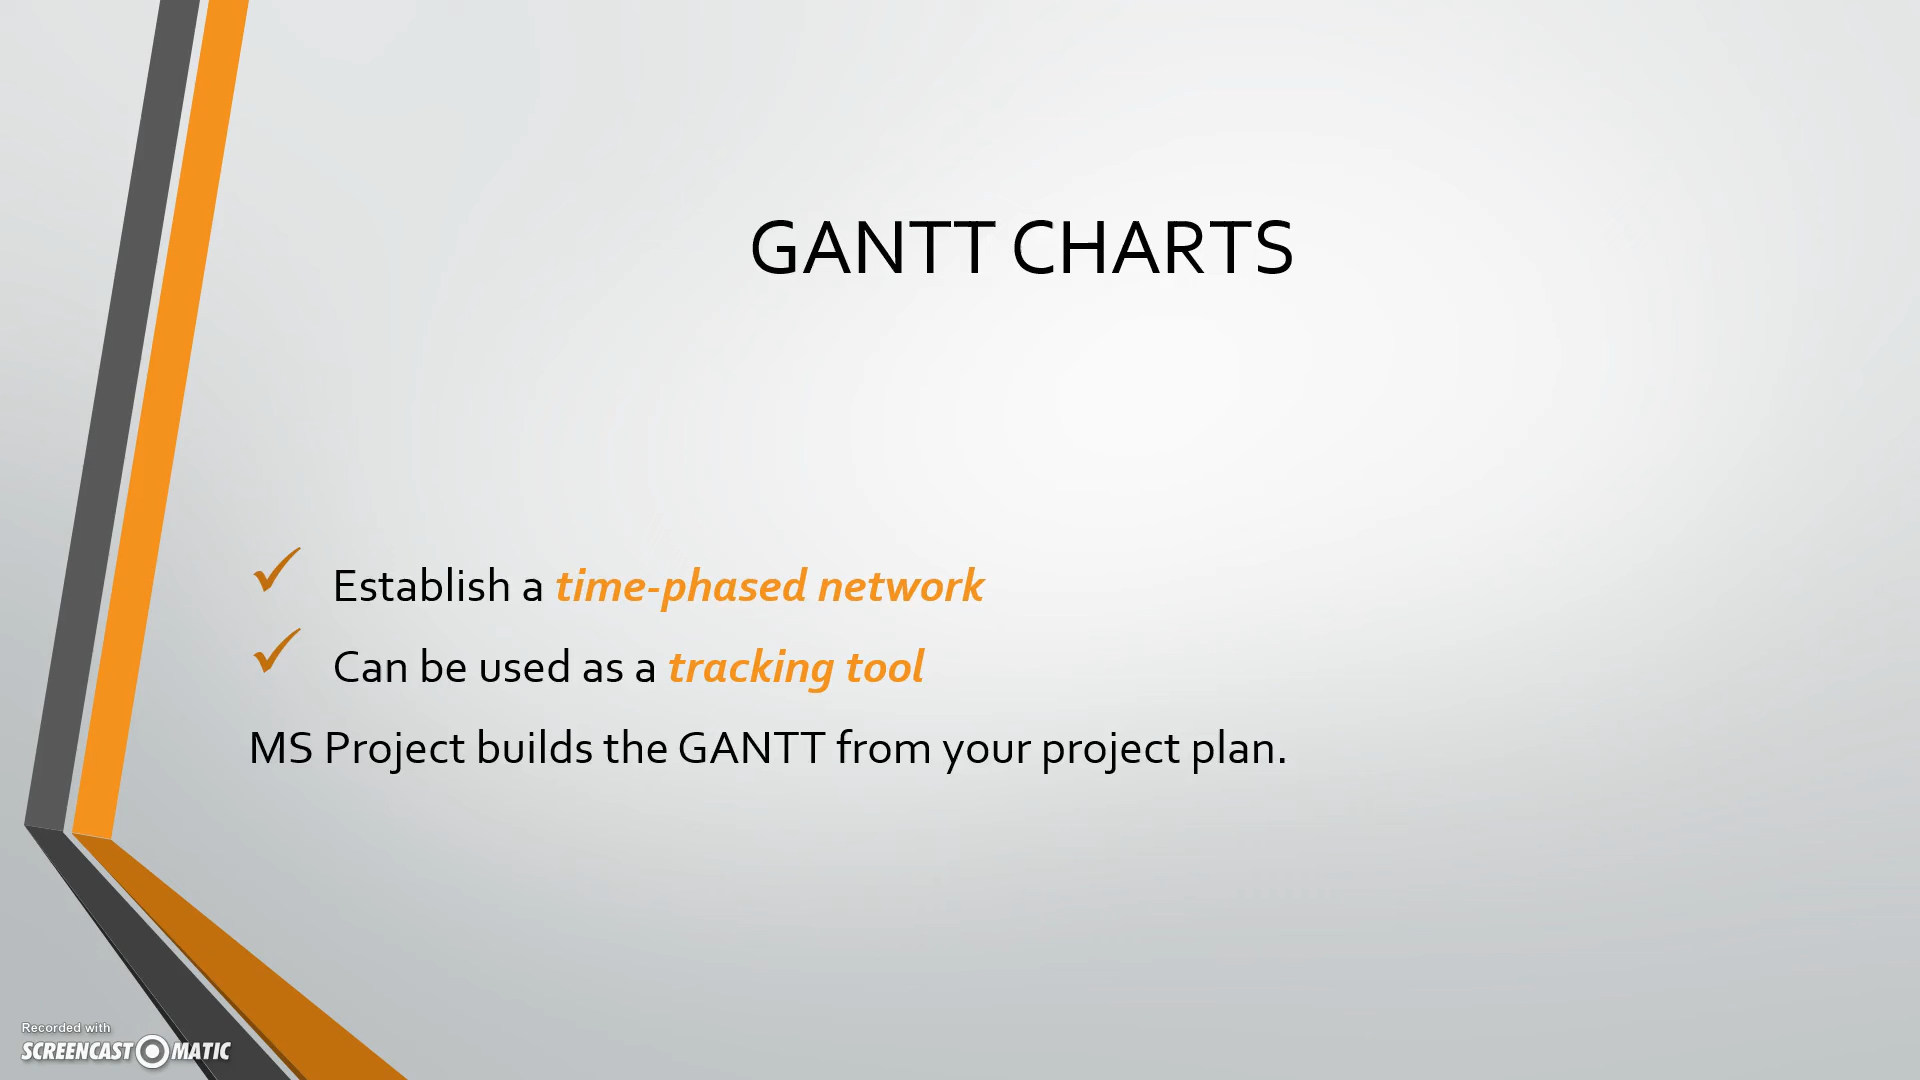 GANTT CHARTS
Establish a time-phased network
Can be used as a tracking tool
MS Project builds the GANTT from your project plan.
Recorded with
SCREENCAST MATIC